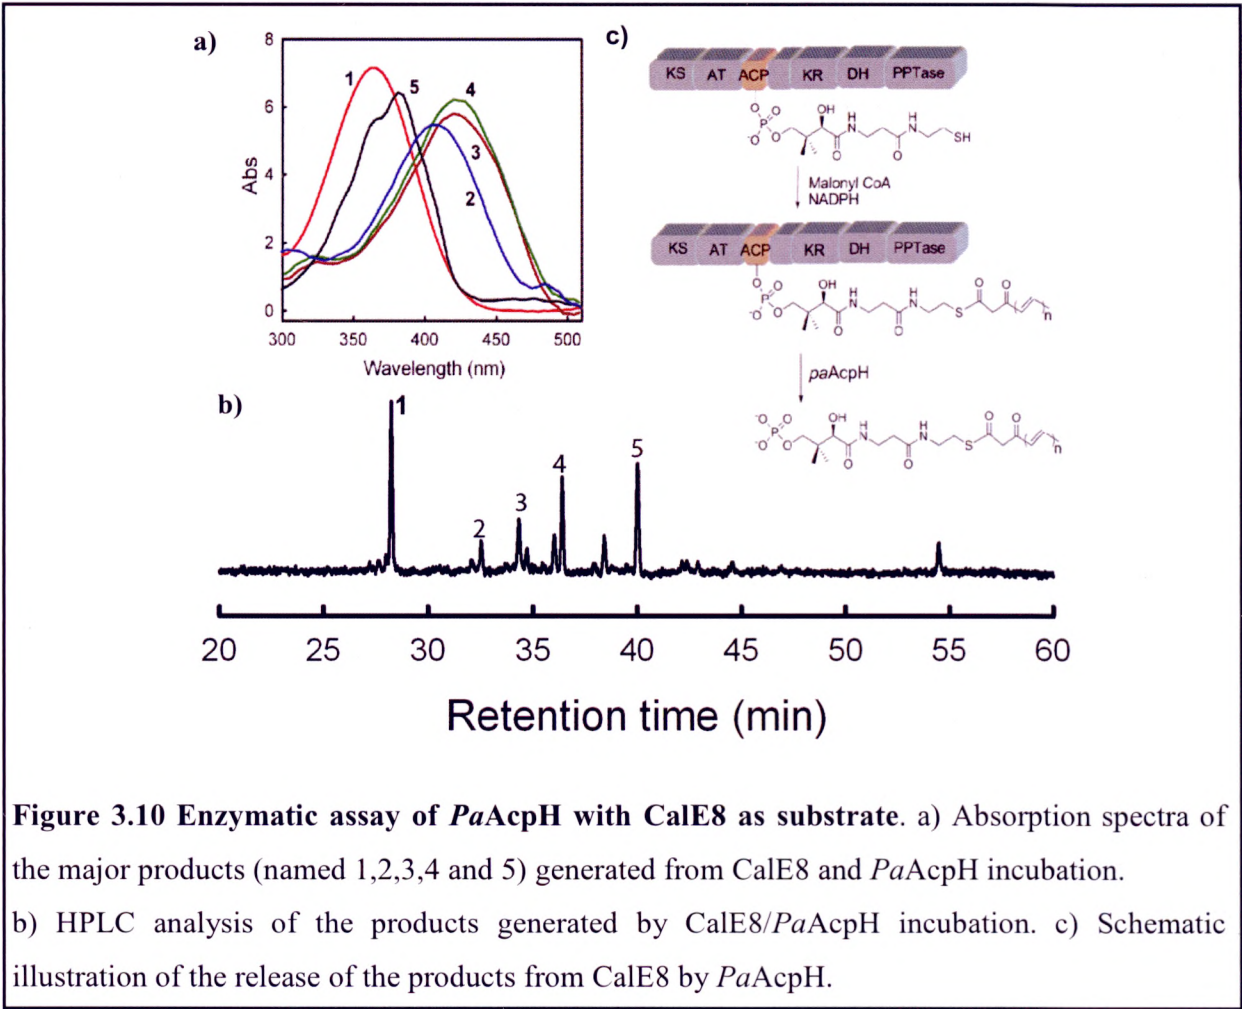 a)
8
6
4
2
0
Abs
1
5
4
3
2
300 350 400 450 500
Wavelength (nm)
c)
KS AT ACP KR DH PPTase
O O OH H H
P N N
-O O SH
O O
Malonyl CoA
NADPH
KS AT ACP KR DH PPTase
O O OH H H O O
P N N
-O O S n
O O
paAcpH
-O O OH H H O O
P N N
-O O S n
O O
b)
1
2
3
4
5
20 25 30 35 40 45 50 55 60
Retention time (min)
Figure 3.10 Enzymatic assay of PaAcpH with CalE8 as substrate. a) Absorption spectra of
the major products (named 1,2,3,4 and 5) generated from CalE8 and PaAcpH incubation.
b) HPLC analysis of the products generated by CalE8/PaAcpH incubation. c) Schematic
illustration of the release of the products from CalE8 by PaAcpH.